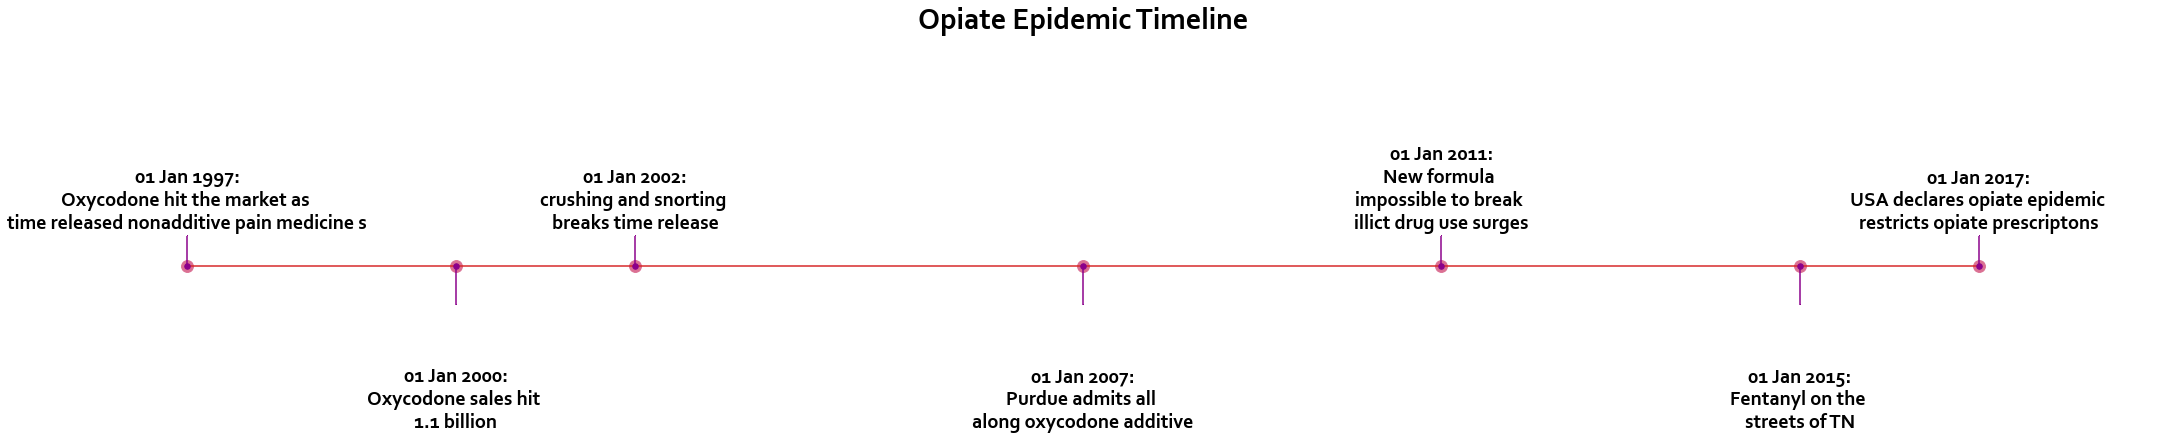 Opiate Epidemic Timeline
01 Jan 1997:
Oxycodone hit the market as
time released nonadditive pain medicine s
01 Jan 2000:
Oxycodone sales hit
1.1 billion
01 Jan 2002:
crushing and snorting
breaks time release
01 Jan 2007:
Purdue admits all
along oxycodone additive
01 Jan 2011:
New formula
impossible to break
illict drug use surges
01 Jan 2015:
Fentanyl on the
streets of TN
01 Jan 2017:
USA declares opiate epidemic
restricts opiate prescriptons